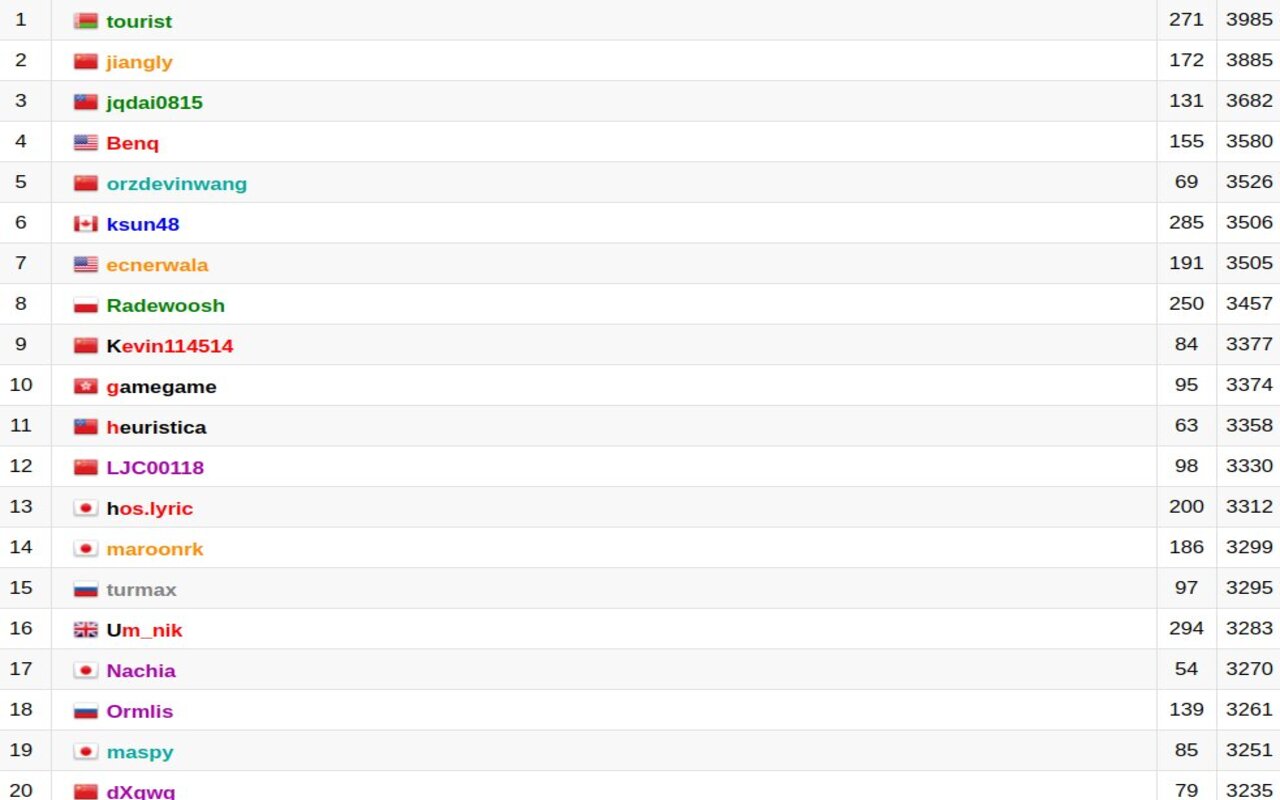 1 tourist 271 3985
2 jiangly 172 3885
3 jqdai0815 131 3682
4 Benq 155 3580
5 orzdevinwang 69 3526
6 ksun48 285 3506
7 ecnerwala 191 3505
8 Radewoosh 250 3457
9 Kevin114514 84 3377
10 gamegame 95 3374
11 heuristica 63 3358
12 LJC00118 98 3330
13 hos.lyric 200 3312
14 maroonrk 186 3299
15 turmax 97 3295
16 Um_nik 294 3283
17 Nachia 54 3270
18 Ormlis 139 3261
19 maspy 85 3251
20 dXqwq 79 3235